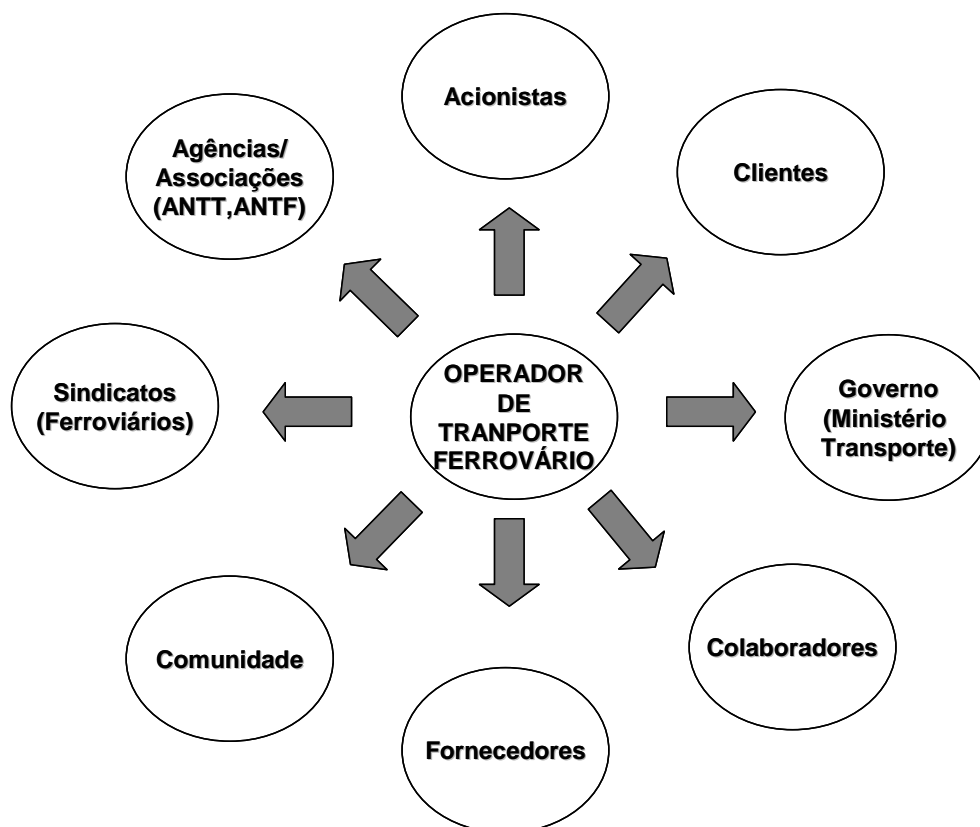 Acionistas
Agências/
Associações
(ANTT,ANTF)
Clientes
Sindicatos
(Ferroviários)
OPERADOR
DE
TRANPORTE
FERROVÁRIO
Governo
(Ministério
Transporte)
Comunidade
Colaboradores
Fornecedores